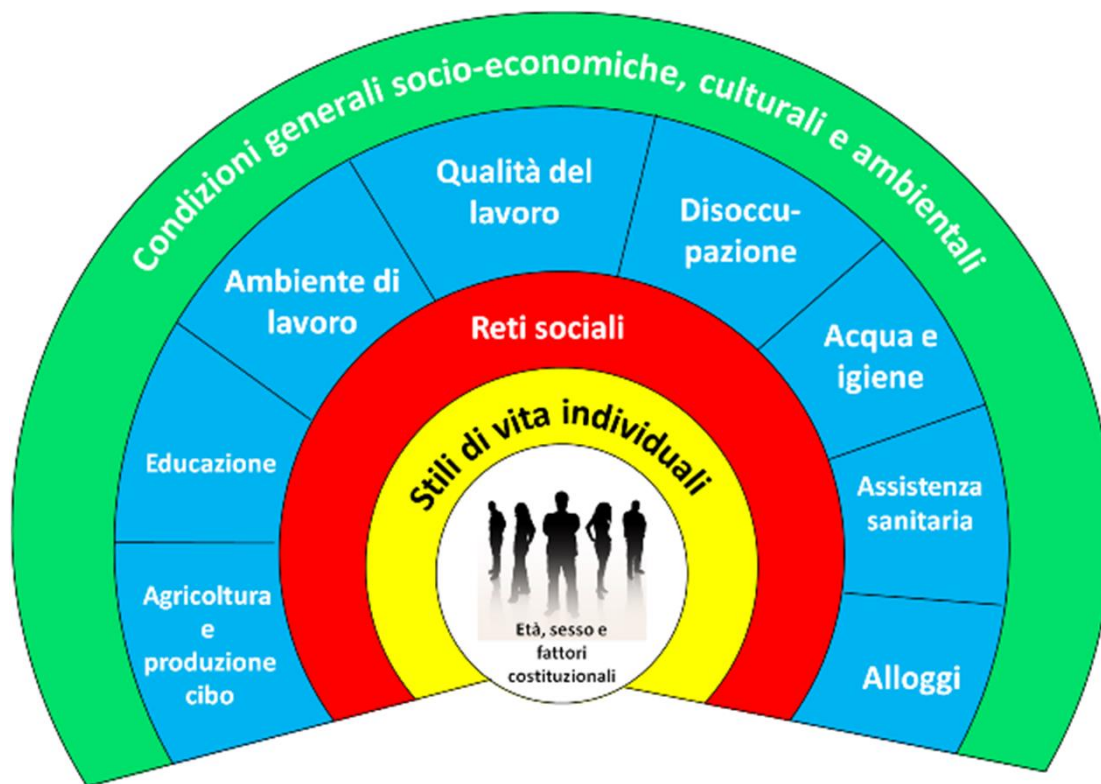 Condizioni generali socio-economiche, culturali e ambientali
Qualità del
lavoro
Disoccu-
pazione
Ambiente di
lavoro
Acqua e
igiene
Educazione
Assistenza
sanitaria
Agricoltura
e
produzione
cibo
Alloggi
Reti sociali
Stili di vita individuali
Età, sesso e
fattori
costituzionali